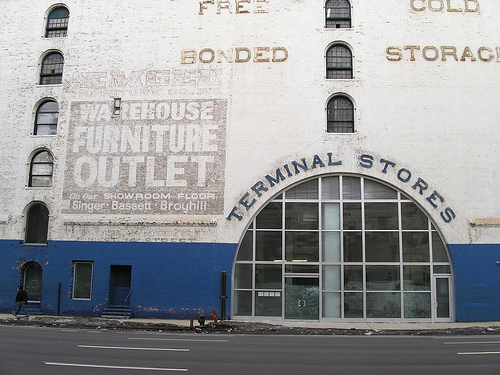 FREE
COLD
BONDED
STORAG
WAREHOUSE
FURNITURE
OUTLET
On Our SHOWROOM FLOOR
Singer · Bassett · Broyhill
TERMINAL STORES